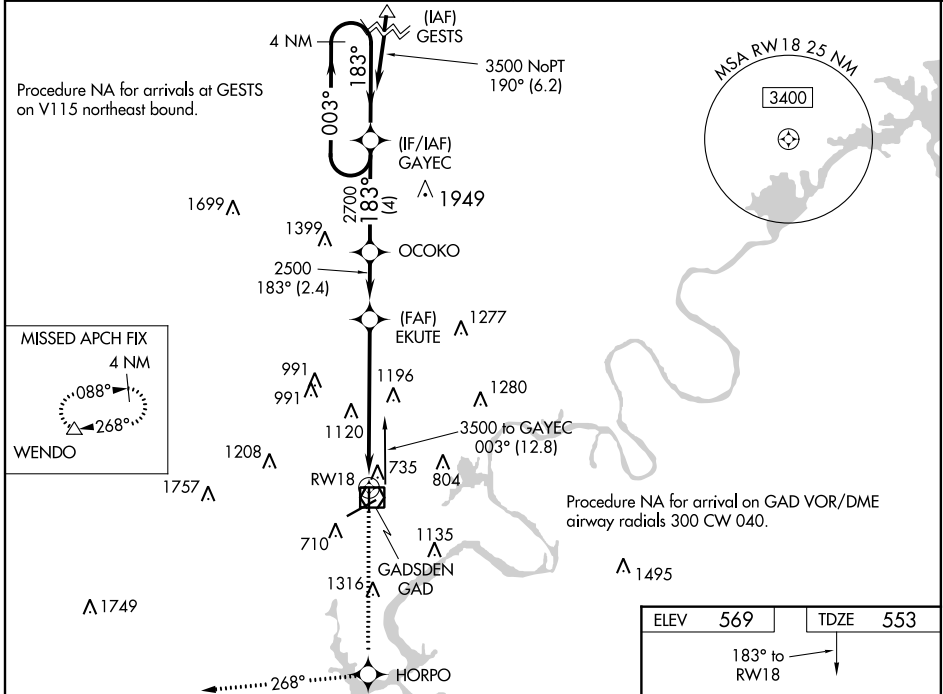 (IAF)
GESTS
4 NM
183°
003°
3500 NoPT
190° (6.2)
Procedure NA for arrivals at GESTS
on V115 northeast bound.
MSA RW18 25 NM
3400
(IF/IAF)
GAYEC
2700
183°
(4)
1949
1699
1399
OCOKO
2500
183° (2.4)
(FAF)
EKUTE
1277
MISSED APCH FIX
4 NM
088°
268°
WENDO
991
991
1196
1280
1120
3500 to GAYEC
003° (12.8)
1208
RW18
735
804
1757
Procedure NA for arrival on GAD VOR/DME
airway radials 300 CW 040.
710
1135
GADSDEN
GAD
1316
1495
1749
ELEV 569
TDZE 553
183° to
RW18
HORPO
268°